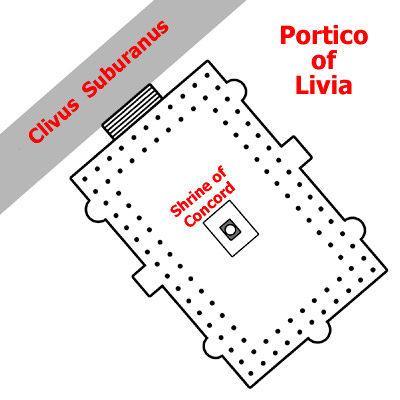 Portico
of
Livia
Clivus Suburanus
Shrine of
Concord